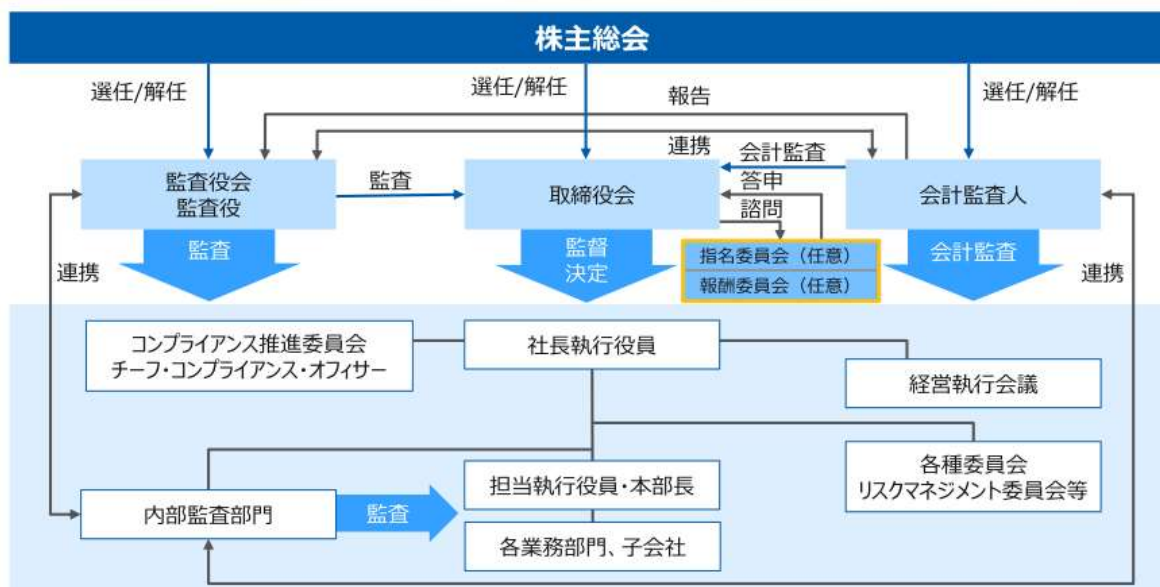 株主総会
選任/解任
選任/解任
報告
選任/解任
連携
会計監査
監査役会
監査役
監査
取締役会
答申
諮問
会計監査人
監査
監督
決定
指名委員会（任意）
報酬委員会（任意）
会計監査
連携
連携
コンプライアンス推進委員会
チーフ・コンプライアンス・オフィサー
社長執行役員
経営執行会議
各種委員会
リスクマネジメント委員会等
担当執行役員・本部長
内部監査部門
監査
各業務部門、子会社